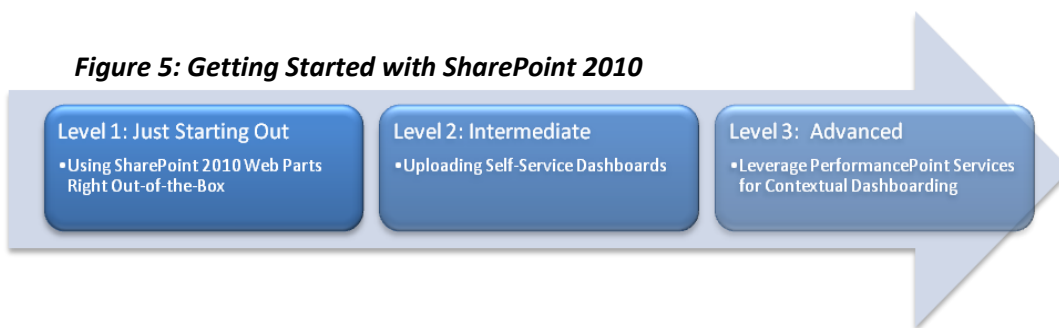 Figure 5: Getting Started with SharePoint 2010
Level 1: Just Starting Out
•Using SharePoint 2010 Web Parts
Right Out-of-the-Box
Level 2: Intermediate
•Uploading Self-Service Dashboards
Level 3: Advanced
•Leverage PerformancePoint Services
for Contextual Dashboarding